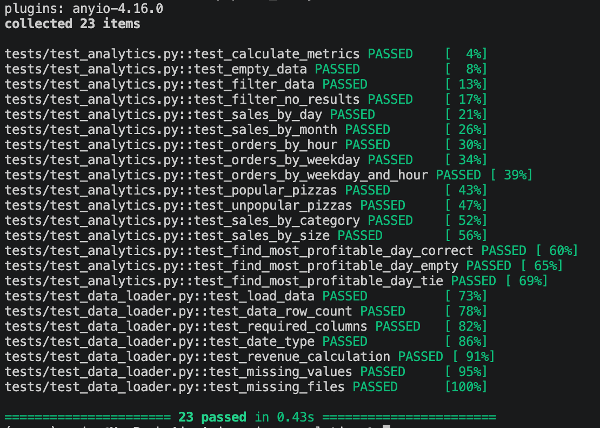 plugins: anyio-4.16.0
collected 23 items
tests/test_analytics.py::test_calculate_metrics PASSED [ 4%]
tests/test_analytics.py::test_empty_data PASSED [ 8%]
tests/test_analytics.py::test_filter_data PASSED [ 13%]
tests/test_analytics.py::test_filter_no_results PASSED [ 17%]
tests/test_analytics.py::test_sales_by_day PASSED [ 21%]
tests/test_analytics.py::test_sales_by_month PASSED [ 26%]
tests/test_analytics.py::test_orders_by_hour PASSED [ 30%]
tests/test_analytics.py::test_orders_by_weekday PASSED [ 34%]
tests/test_analytics.py::test_orders_by_weekday_and_hour PASSED [ 39%]
tests/test_analytics.py::test_popular_pizzas PASSED [ 43%]
tests/test_analytics.py::test_unpopular_pizzas PASSED [ 47%]
tests/test_analytics.py::test_sales_by_category PASSED [ 52%]
tests/test_analytics.py::test_sales_by_size PASSED [ 56%]
tests/test_analytics.py::test_find_most_profitable_day_correct PASSED [ 60%]
tests/test_analytics.py::test_find_most_profitable_day_empty PASSED [ 65%]
tests/test_analytics.py::test_find_most_profitable_day_tie PASSED [ 69%]
tests/test_data_loader.py::test_load_data PASSED [ 73%]
tests/test_data_loader.py::test_data_row_count PASSED [ 78%]
tests/test_data_loader.py::test_required_columns PASSED [ 82%]
tests/test_data_loader.py::test_date_type PASSED [ 86%]
tests/test_data_loader.py::test_revenue_calculation PASSED [ 91%]
tests/test_data_loader.py::test_missing_values PASSED [ 95%]
tests/test_data_loader.py::test_missing_files PASSED [100%]
====================== 23 passed in 0.43s =======================